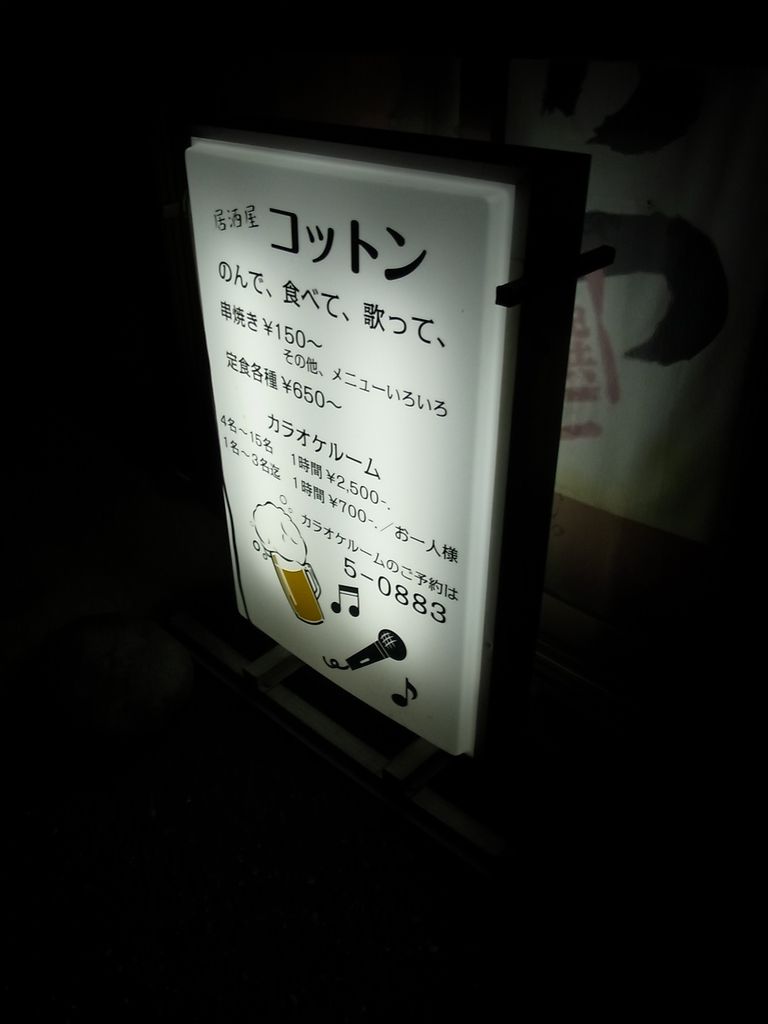 居酒屋 コットン
のんで、食べて、歌って、
串焼き ¥150〜
その他、メニューいろいろ
定食各種 ¥650〜
カラオケルーム
4名〜15名 1時間 ¥2,500-.
1名〜3名迄 1時間 ¥700-.／お一人様
カラオケルームのご予約は
5-0883